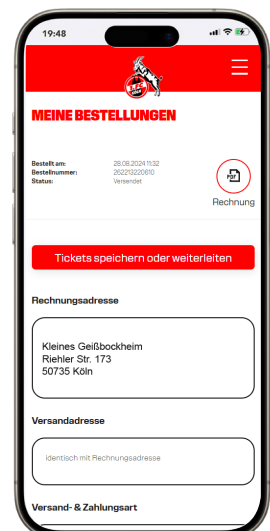 19:48
MEINE BESTELLUNGEN
Bestellt am: 28.08.2024 11:32
Bestellnummer: 262213220610
Status: Versendet
PDF
Rechnung
Tickets speichern oder weiterleiten
Rechnungsadresse
Kleines Geißbockheim
Riehler Str. 173
50735 Köln
Versandadresse
Identisch mit Rechnungsadresse
Versand- & Zahlungsart